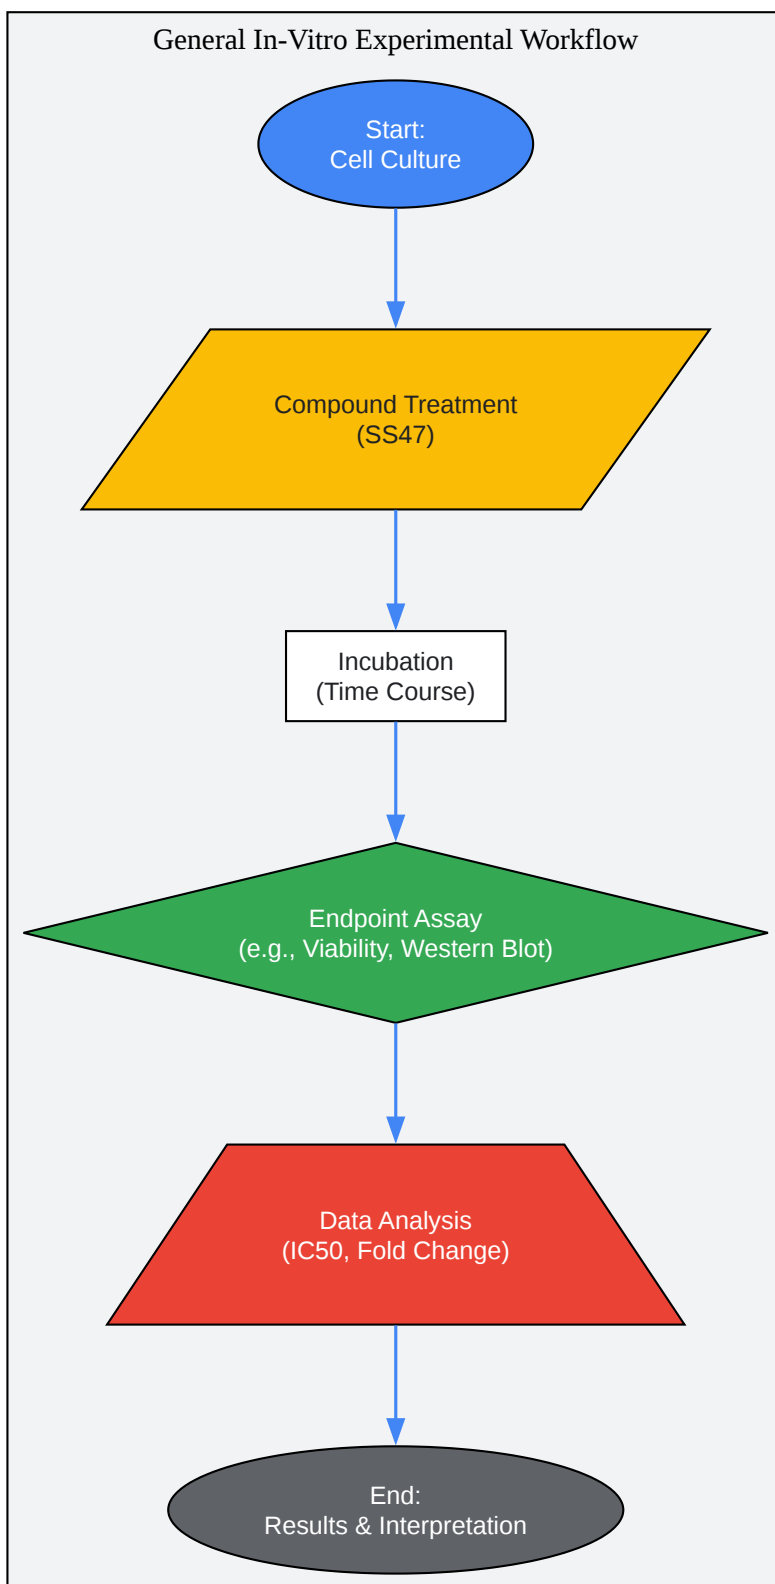 General In-Vitro Experimental Workflow
Start:
Cell Culture
Compound Treatment
(SS47)
Incubation
(Time Course)
Endpoint Assay
(e.g., Viability, Western Blot)
Data Analysis
(IC50, Fold Change)
End:
Results & Interpretation